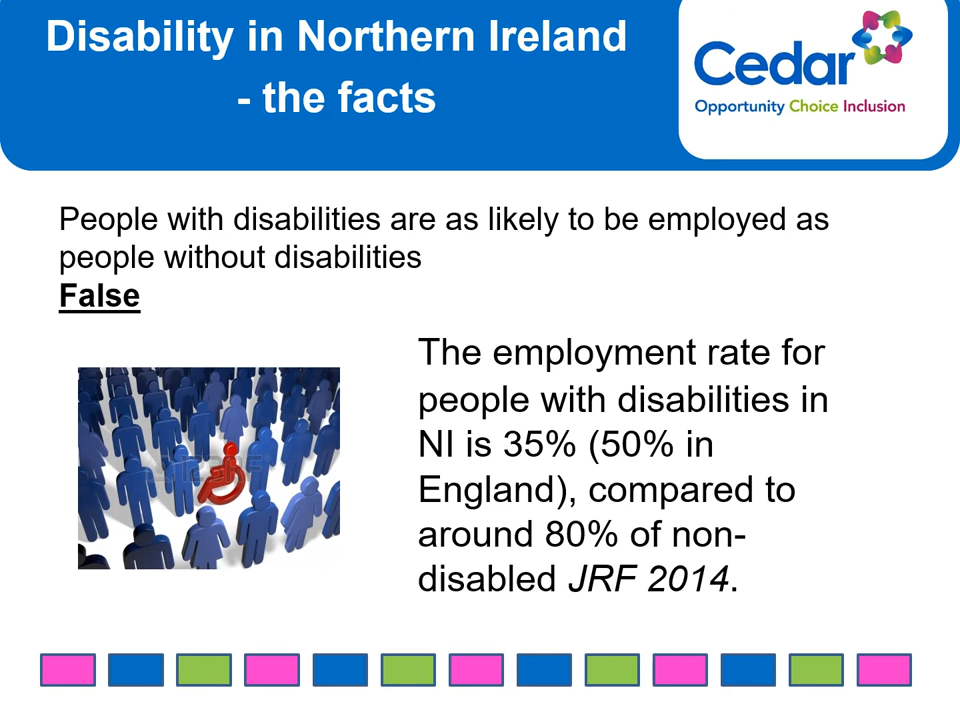 Disability in Northern Ireland
- the facts
Cedar
Opportunity Choice Inclusion
People with disabilities are as likely to be employed as
people without disabilities
False
The employment rate for
people with disabilities in
NI is 35% (50% in
England), compared to
around 80% of non-
disabled JRF 2014.